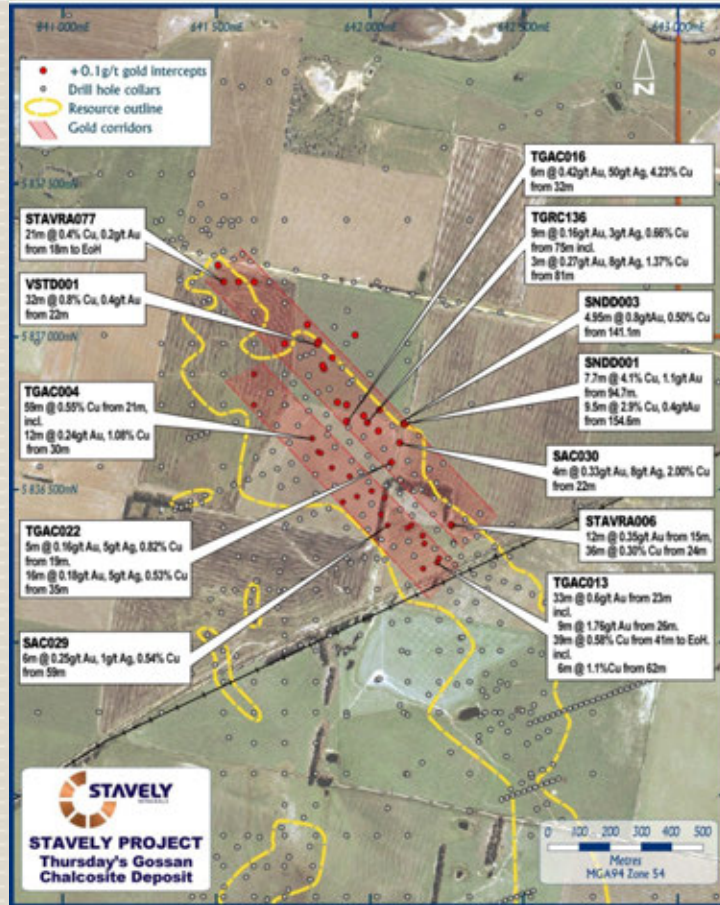 641 000mE
641 500mE
642 000mE
642 500mE
643 000mE
+0.1g/t gold intercepts
Drill hole collars
Resource outline
Gold corridors
N
5 837 500mN
5 837 000mN
5 836 500mN
TGAC016
6m @ 0.42g/t Au, 50g/t Ag, 4.23% Cu
from 32m
STAVRA077
21m @ 0.4% Cu, 0.2g/t Au
from 18m to EoH
TGRC136
9m @ 0.16g/t Au, 3g/t Ag, 0.66% Cu
from 75m incl.
3m @ 0.27g/t Au, 8g/t Ag, 1.37% Cu
from 81m
VSTD001
32m @ 0.8% Cu, 0.4g/t Au
from 22m
SNDD003
4.95m @ 0.8g/tAu, 0.50% Cu
from 141.1m
SNDD001
7.7m @ 4.1% Cu, 1.1g/t Au
from 94.7m.
9.5m @ 2.9% Cu, 0.4g/tAu
from 154.6m
TGAC004
59m @ 0.55% Cu from 21m,
incl.
12m @ 0.24g/t Au, 1.08% Cu
from 30m
SAC030
4m @ 0.33g/t Au, 8g/t Ag, 2.00% Cu
from 22m
STAVRA006
12m @ 0.35g/t Au from 15m,
36m @ 0.30% Cu from 24m
TGAC022
5m @ 0.16g/t Au, 5g/t Ag, 0.82% Cu
from 19m.
16m @ 0.18g/t Au, 5g/t Ag, 0.53% Cu
from 35m
TGAC013
33m @ 0.6g/t Au from 23m
incl.
9m @ 1.76g/t Au from 26m.
39m @ 0.58% Cu from 41m to EoH.
incl.
6m @ 1.1%Cu from 62m
SAC029
6m @ 0.25g/t Au, 1g/t Ag, 0.54% Cu
from 59m
STAVELY
MINERALS
STAVELY PROJECT
Thursday's Gossan
Chalcosite Deposit
0 100 200 300 400 500
Metres
MGA94 Zone 54